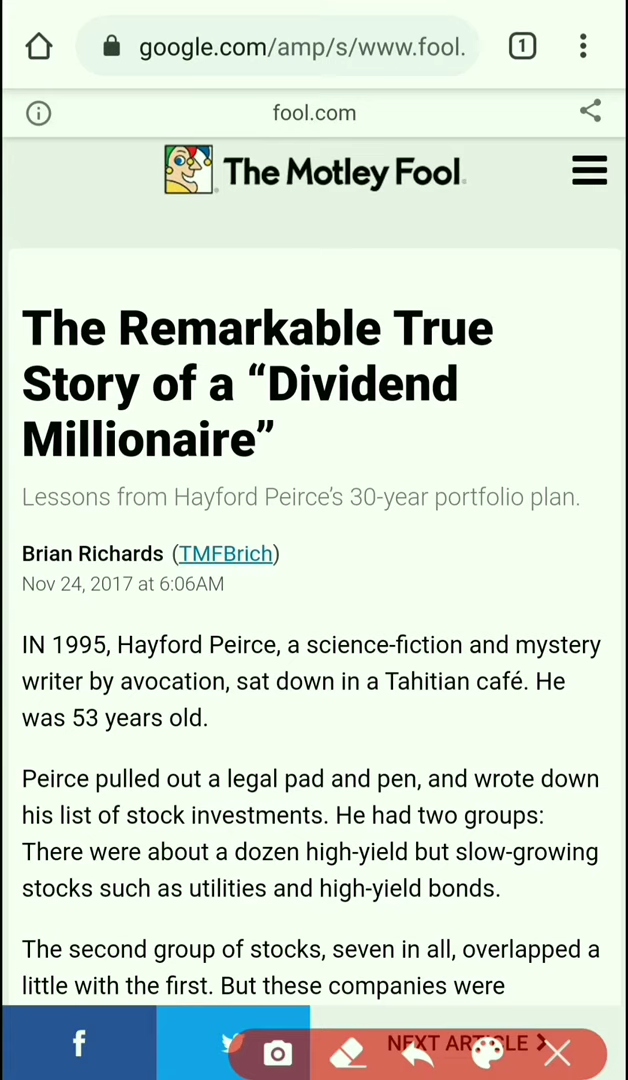 google.com/amp/s/www.fool.
1
fool.com
The Motley Fool
The Remarkable True
Story of a “Dividend
Millionaire”
Lessons from Hayford Peirce’s 30-year portfolio plan.
Brian Richards (TMFBrich)
Nov 24, 2017 at 6:06AM
IN 1995, Hayford Peirce, a science-fiction and mystery
writer by avocation, sat down in a Tahitian café. He
was 53 years old.
Peirce pulled out a legal pad and pen, and wrote down
his list of stock investments. He had two groups:
There were about a dozen high-yield but slow-growing
stocks such as utilities and high-yield bonds.
The second group of stocks, seven in all, overlapped a
little with the first. But these companies were
f
NEXT ARTICLE